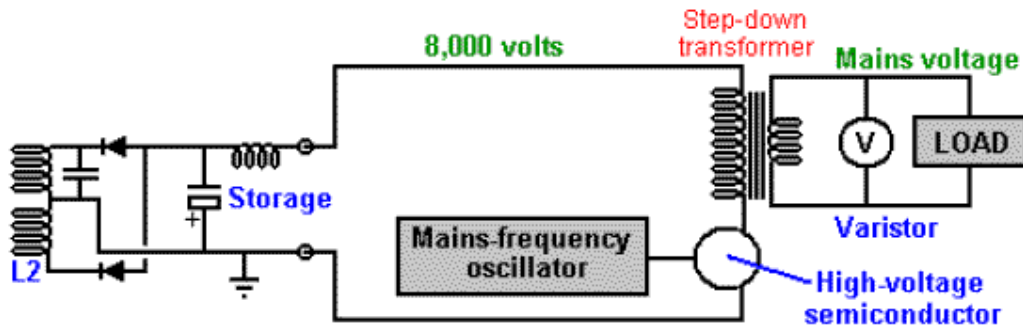 Step-down
transformer
8,000 volts
Mains voltage
V
LOAD
Storage
+
Varistor
L2
Mains-frequency
oscillator
High-voltage
semiconductor